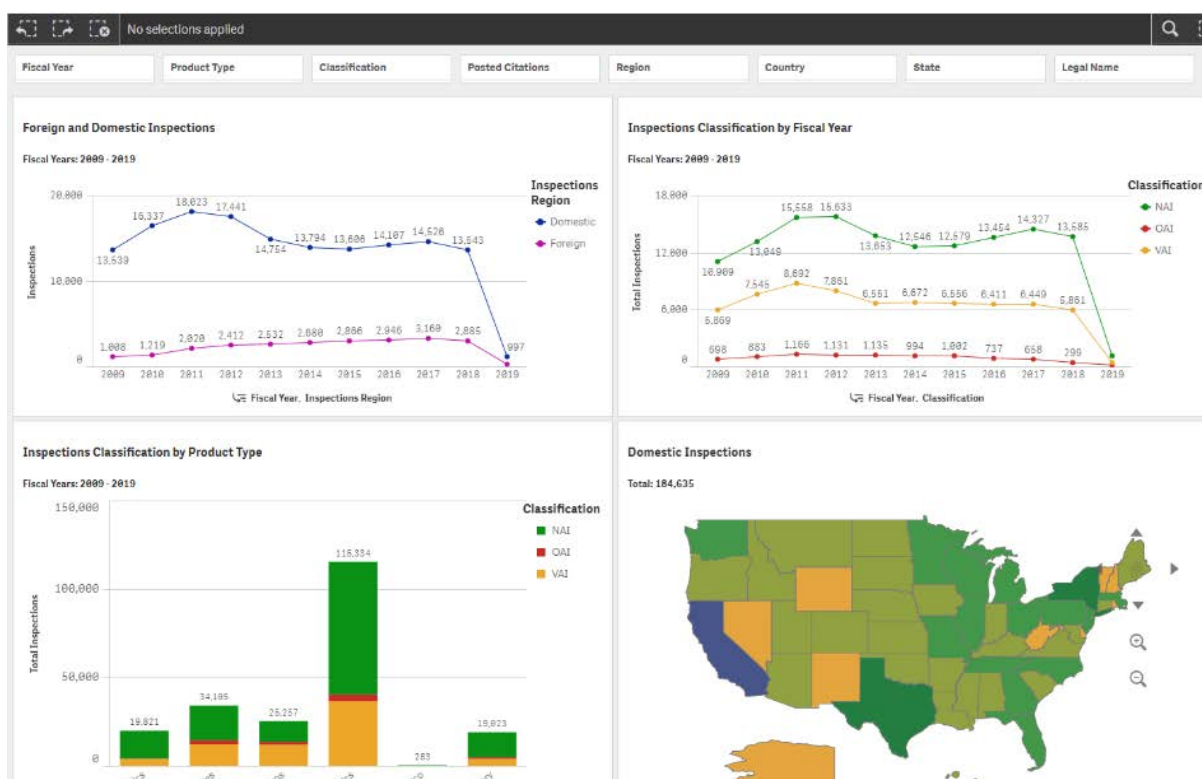 No selections applied
Fiscal Year
Product Type
Classification
Posted Citations
Region
Country
State
Legal Name
Foreign and Domestic Inspections
Fiscal Years: 2009 - 2019
Inspections
20,000
10,000
0
13,539
16,337
18,023
17,441
14,754
13,794
13,606
14,107
14,526
13,543
997
1,008
1,219
2,020
2,412
2,532
2,680
2,866
2,946
3,160
2,885
2009 2010 2011 2012 2013 2014 2015 2016 2017 2018 2019
Fiscal Year, Inspections Region
Inspections
Region
Domestic
Foreign
Inspections Classification by Fiscal Year
Fiscal Years: 2009 - 2019
Total Inspections
18,000
12,000
6,000
0
10,909
13,049
15,558
15,633
13,653
12,546
12,579
13,454
14,327
13,585
5,869
7,545
8,692
7,861
6,551
6,672
6,556
6,411
6,449
5,861
698
883
1,166
1,131
1,135
994
1,002
737
658
299
2009 2010 2011 2012 2013 2014 2015 2016 2017 2018 2019
Fiscal Year, Classification
Classification
NAI
OAI
VAI
Inspections Classification by Product Type
Fiscal Years: 2009 - 2019
Total Inspections
150,000
100,000
50,000
0
19,821
34,105
25,257
115,334
283
19,023
Classification
NAI
OAI
VAI
Domestic Inspections
Total: 184,635